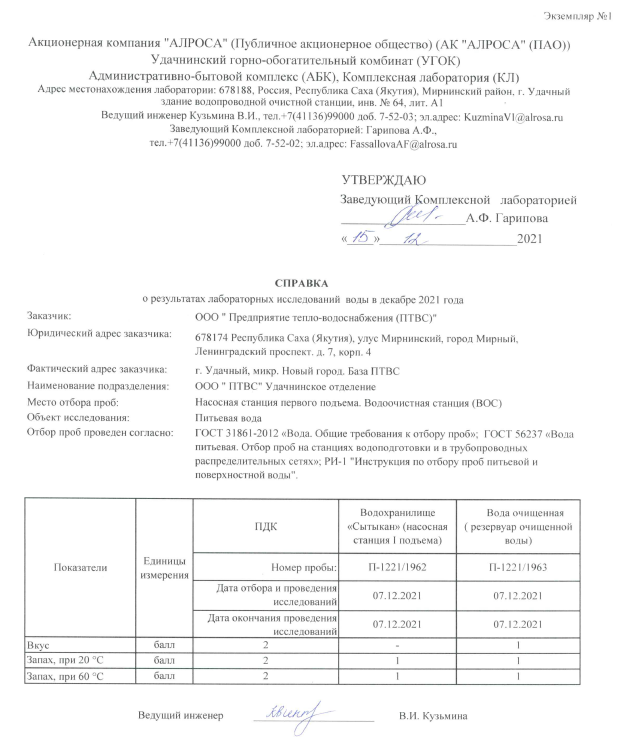 Экземпляр №1
Акционерная компания "АЛРОСА" (Публичное акционерное общество) (АК "АЛРОСА" (ПАО))
Удачнинский горно-обогатительный комбинат (УГОК)
Административно-бытовой комплекс (АБК), Комплексная лаборатория (КЛ)
Адрес местонахождения лаборатории: 678188, Россия, Республика Саха (Якутия), Мирнинский район, г. Удачный
здание водопроводной очистной станции, инв. № 64, лит. А1
Ведущий инженер Кузьмина В.И., тел.+7(41136)99000 доб. 7-52-03; эл.адрес: KuzminaVI@alrosa.ru
Заведующий Комплексной лабораторией: Гарипова А.Ф.,
тел.+7(41136)99000 доб. 7-52-02; эл.адрес: FassallovaAF@alrosa.ru
УТВЕРЖДАЮ
Заведующий Комплексной лабораторией
А.Ф. Гарипова
« 15 » 12 2021
СПРАВКА
о результатах лабораторных исследований воды в декабре 2021 года
Заказчик: ООО " Предприятие тепло-водоснабжения (ПТВС)"
Юридический адрес заказчика: 678174 Республика Саха (Якутия), улус Мирнинский, город Мирный,
Ленинградский проспект. д. 7, корп. 4
Фактический адрес заказчика: г. Удачный, микр. Новый город. База ПТВС
Наименование подразделения: ООО " ПТВС" Удачнинское отделение
Место отбора проб: Насосная станция первого подъема. Водоочистная станция (ВОС)
Объект исследования: Питьевая вода
Отбор проб проведен согласно: ГОСТ 31861-2012 «Вода. Общие требования к отбору проб»; ГОСТ 56237 «Вода
питьевая. Отбор проб на станциях водоподготовки и в трубопроводных
распределительных сетях»; РИ-1 "Инструкция по отбору проб питьевой и
поверхностной воды".
Показатели
Единицы
измерения
ПДК
Водохранилище
«Сытыкан» (насосная
станция I подъема)
Вода очищенная
( резервуар очищенной
воды)
Номер пробы: П-1221/1962 П-1221/1963
Дата отбора и проведения
исследований
07.12.2021 07.12.2021
Дата окончания проведения
исследований
07.12.2021 07.12.2021
Вкус балл 2 - 1
Запах, при 20 °C балл 2 1 1
Запах, при 60 °C балл 2 1 1
Ведущий инженер В.И. Кузьмина